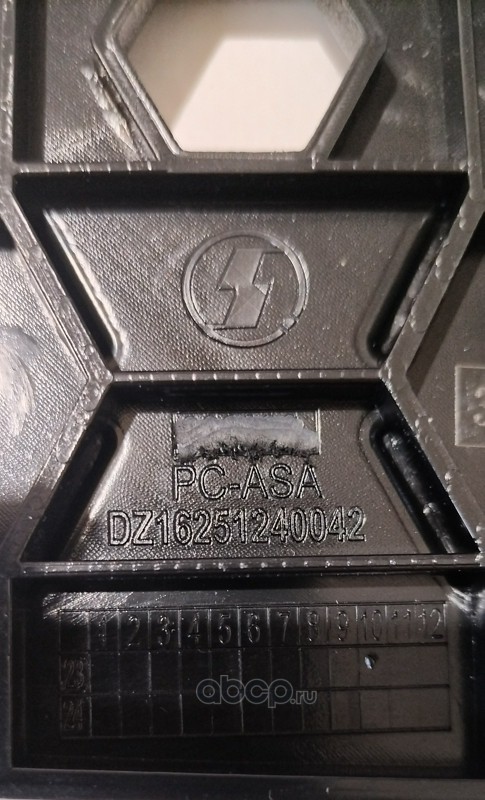 PC-ASA
DZ16251240042
1 2 3 4 5 6 7 8 9 10 11 12
23
24
abcp.ru